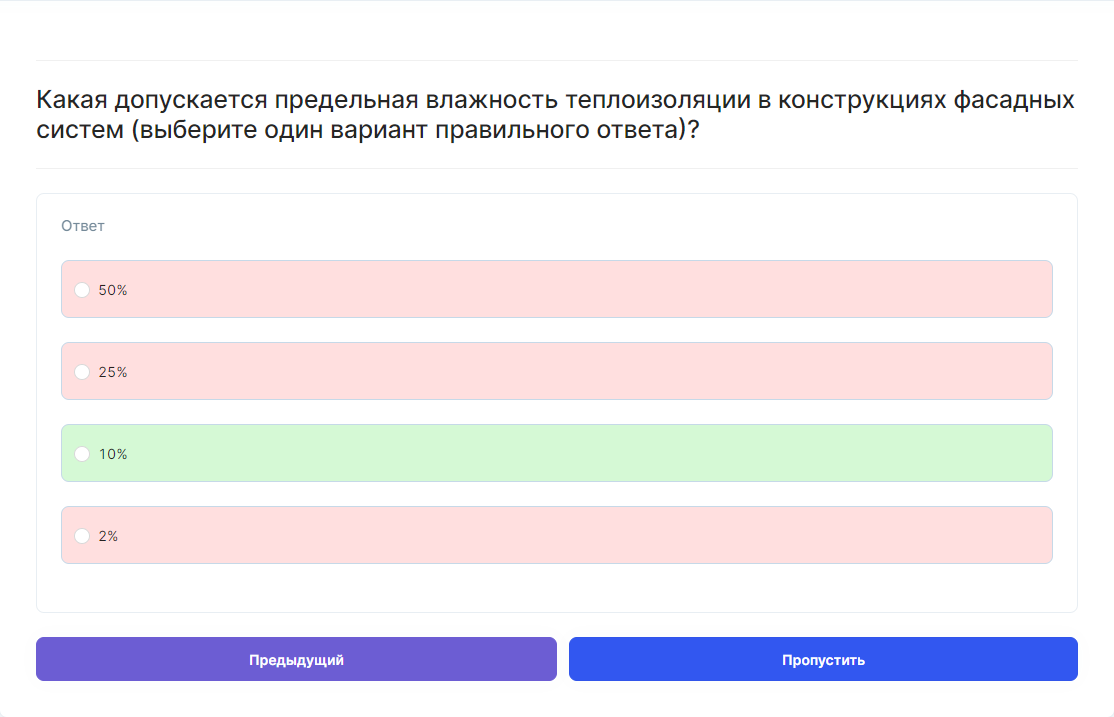 Какая допускается предельная влажность теплоизоляции в конструкциях фасадных
систем (выберите один вариант правильного ответа)?
Ответ
50%
25%
10%
2%
Предыдущий
Пропустить